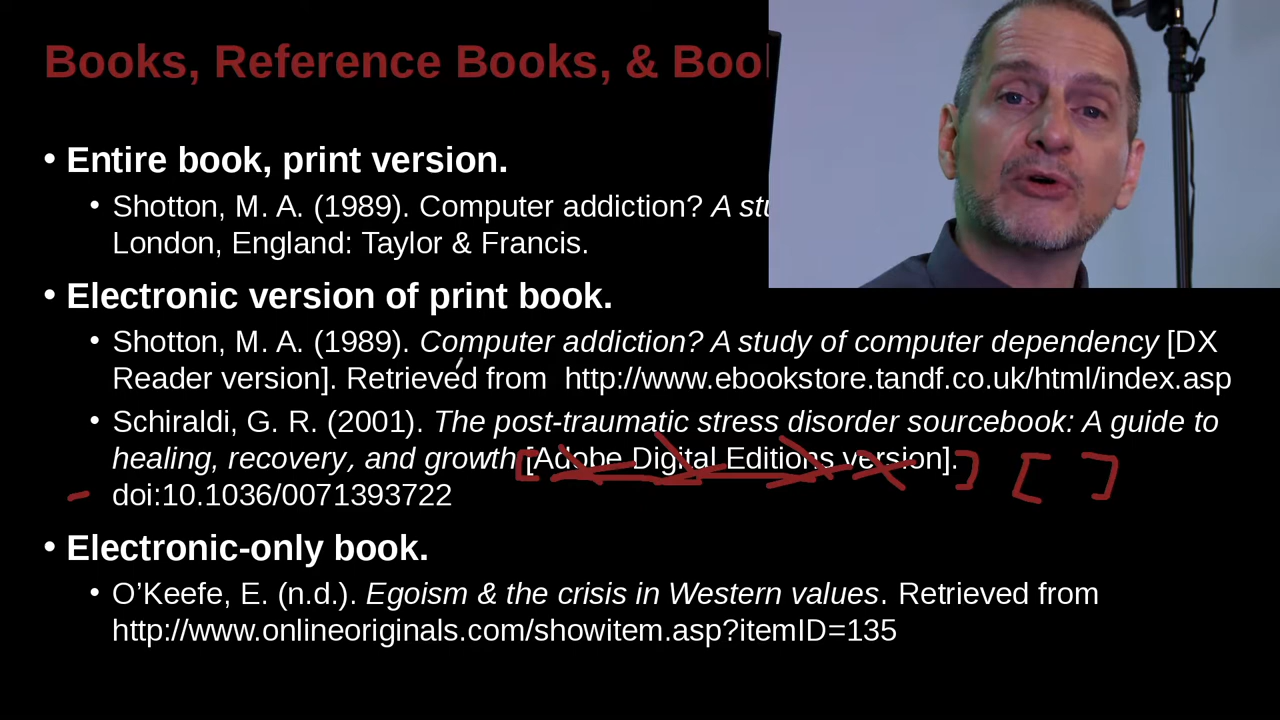 Books, Reference Books, & Boo
• Entire book, print version.
• Shotton, M. A. (1989). Computer addiction? A stu
London, England: Taylor & Francis.
• Electronic version of print book.
• Shotton, M. A. (1989). Computer addiction? A study of computer dependency [DX
Reader version]. Retrieved from http://www.ebookstore.tandf.co.uk/html/index.asp
• Schiraldi, G. R. (2001). The post-traumatic stress disorder sourcebook: A guide to
healing, recovery, and growth [Adobe Digital Editions version].
doi:10.1036/0071393722
• Electronic-only book.
• O’Keefe, E. (n.d.). Egoism & the crisis in Western values. Retrieved from
http://www.onlineoriginals.com/showitem.asp?itemID=135